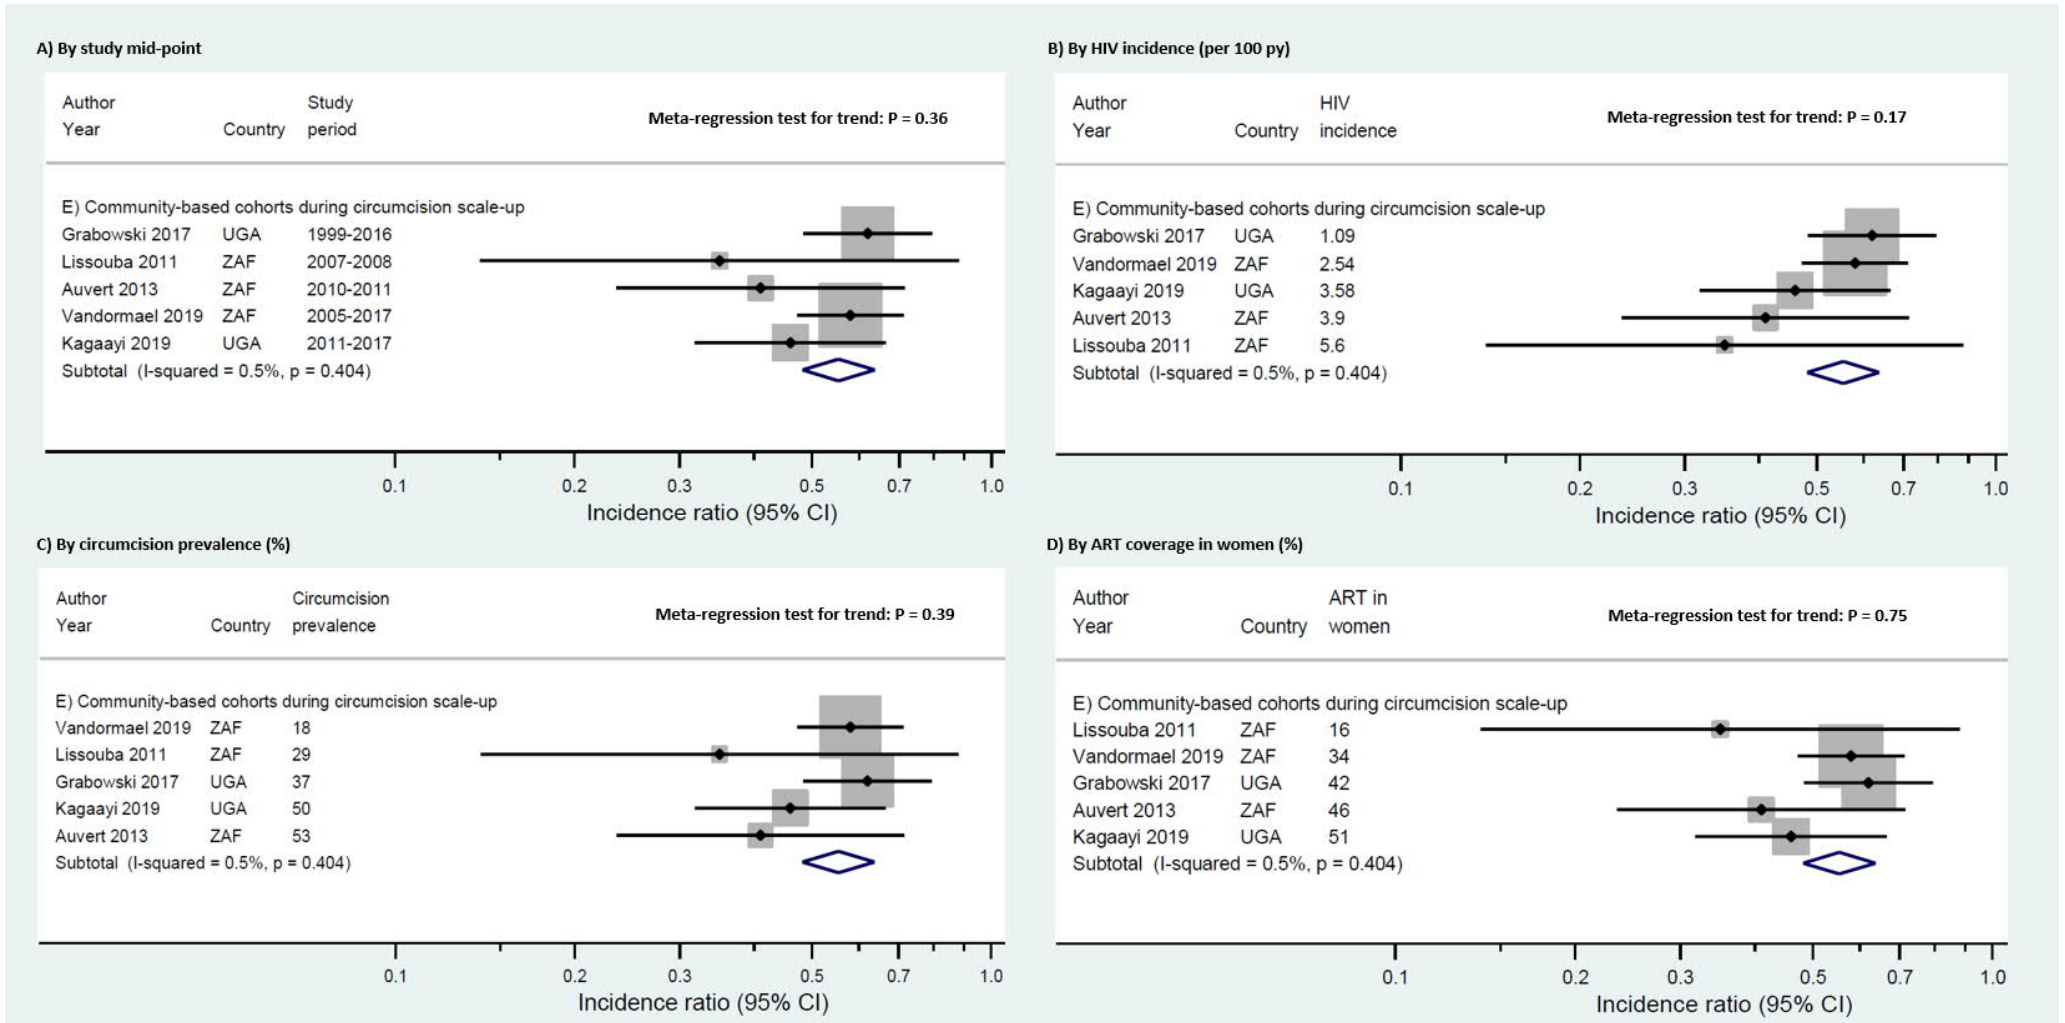 A) By study mid-point
Author Study
Year Country period
Meta-regression test for trend: P = 0.36
E) Community-based cohorts during circumcision scale-up
Grabowski 2017 UGA 1999-2016
Lissouba 2011 ZAF 2007-2008
Auvert 2013 ZAF 2010-2011
Vandormael 2019 ZAF 2005-2017
Kagaayi 2019 UGA 2011-2017
Subtotal (I-squared = 0.5%, p = 0.404)
0.1 0.2 0.3 0.5 0.7 1.0
Incidence ratio (95% CI)
B) By HIV incidence (per 100 py)
Author HIV
Year Country incidence
Meta-regression test for trend: P = 0.17
E) Community-based cohorts during circumcision scale-up
Grabowski 2017 UGA 1.09
Vandormael 2019 ZAF 2.54
Kagaayi 2019 UGA 3.58
Auvert 2013 ZAF 3.9
Lissouba 2011 ZAF 5.6
Subtotal (I-squared = 0.5%, p = 0.404)
0.1 0.2 0.3 0.5 0.7 1.0
Incidence ratio (95% CI)
C) By circumcision prevalence (%)
Author Circumcision
Year Country prevalence
Meta-regression test for trend: P = 0.39
E) Community-based cohorts during circumcision scale-up
Vandormael 2019 ZAF 18
Lissouba 2011 ZAF 29
Grabowski 2017 UGA 37
Kagaayi 2019 UGA 50
Auvert 2013 ZAF 53
Subtotal (I-squared = 0.5%, p = 0.404)
0.1 0.2 0.3 0.5 0.7 1.0
Incidence ratio (95% CI)
D) By ART coverage in women (%)
Author ART in
Year Country women
Meta-regression test for trend: P = 0.75
E) Community-based cohorts during circumcision scale-up
Lissouba 2011 ZAF 16
Vandormael 2019 ZAF 34
Grabowski 2017 UGA 42
Auvert 2013 ZAF 46
Kagaayi 2019 UGA 51
Subtotal (I-squared = 0.5%, p = 0.404)
0.1 0.2 0.3 0.5 0.7 1.0
Incidence ratio (95% CI)